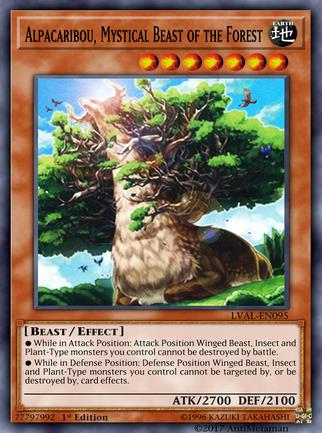 Alpacaribou, Mystical Beast of the Forest
EARTH
地
LVAL-EN095
[Beast / Effect]
● While in Attack Position: Attack Position Winged Beast, Insect
and Plant-Type monsters you control cannot be destroyed by battle.
● While in Defense Position: Defense Position Winged Beast, Insect
and Plant-Type monsters you control cannot be targeted by, or be
destroyed by, card effects.
ATK/2700 DEF/2100
77797992 1st Edition ©1996 KAZUKI TAKAHASHI
©2017 AntiMetaman